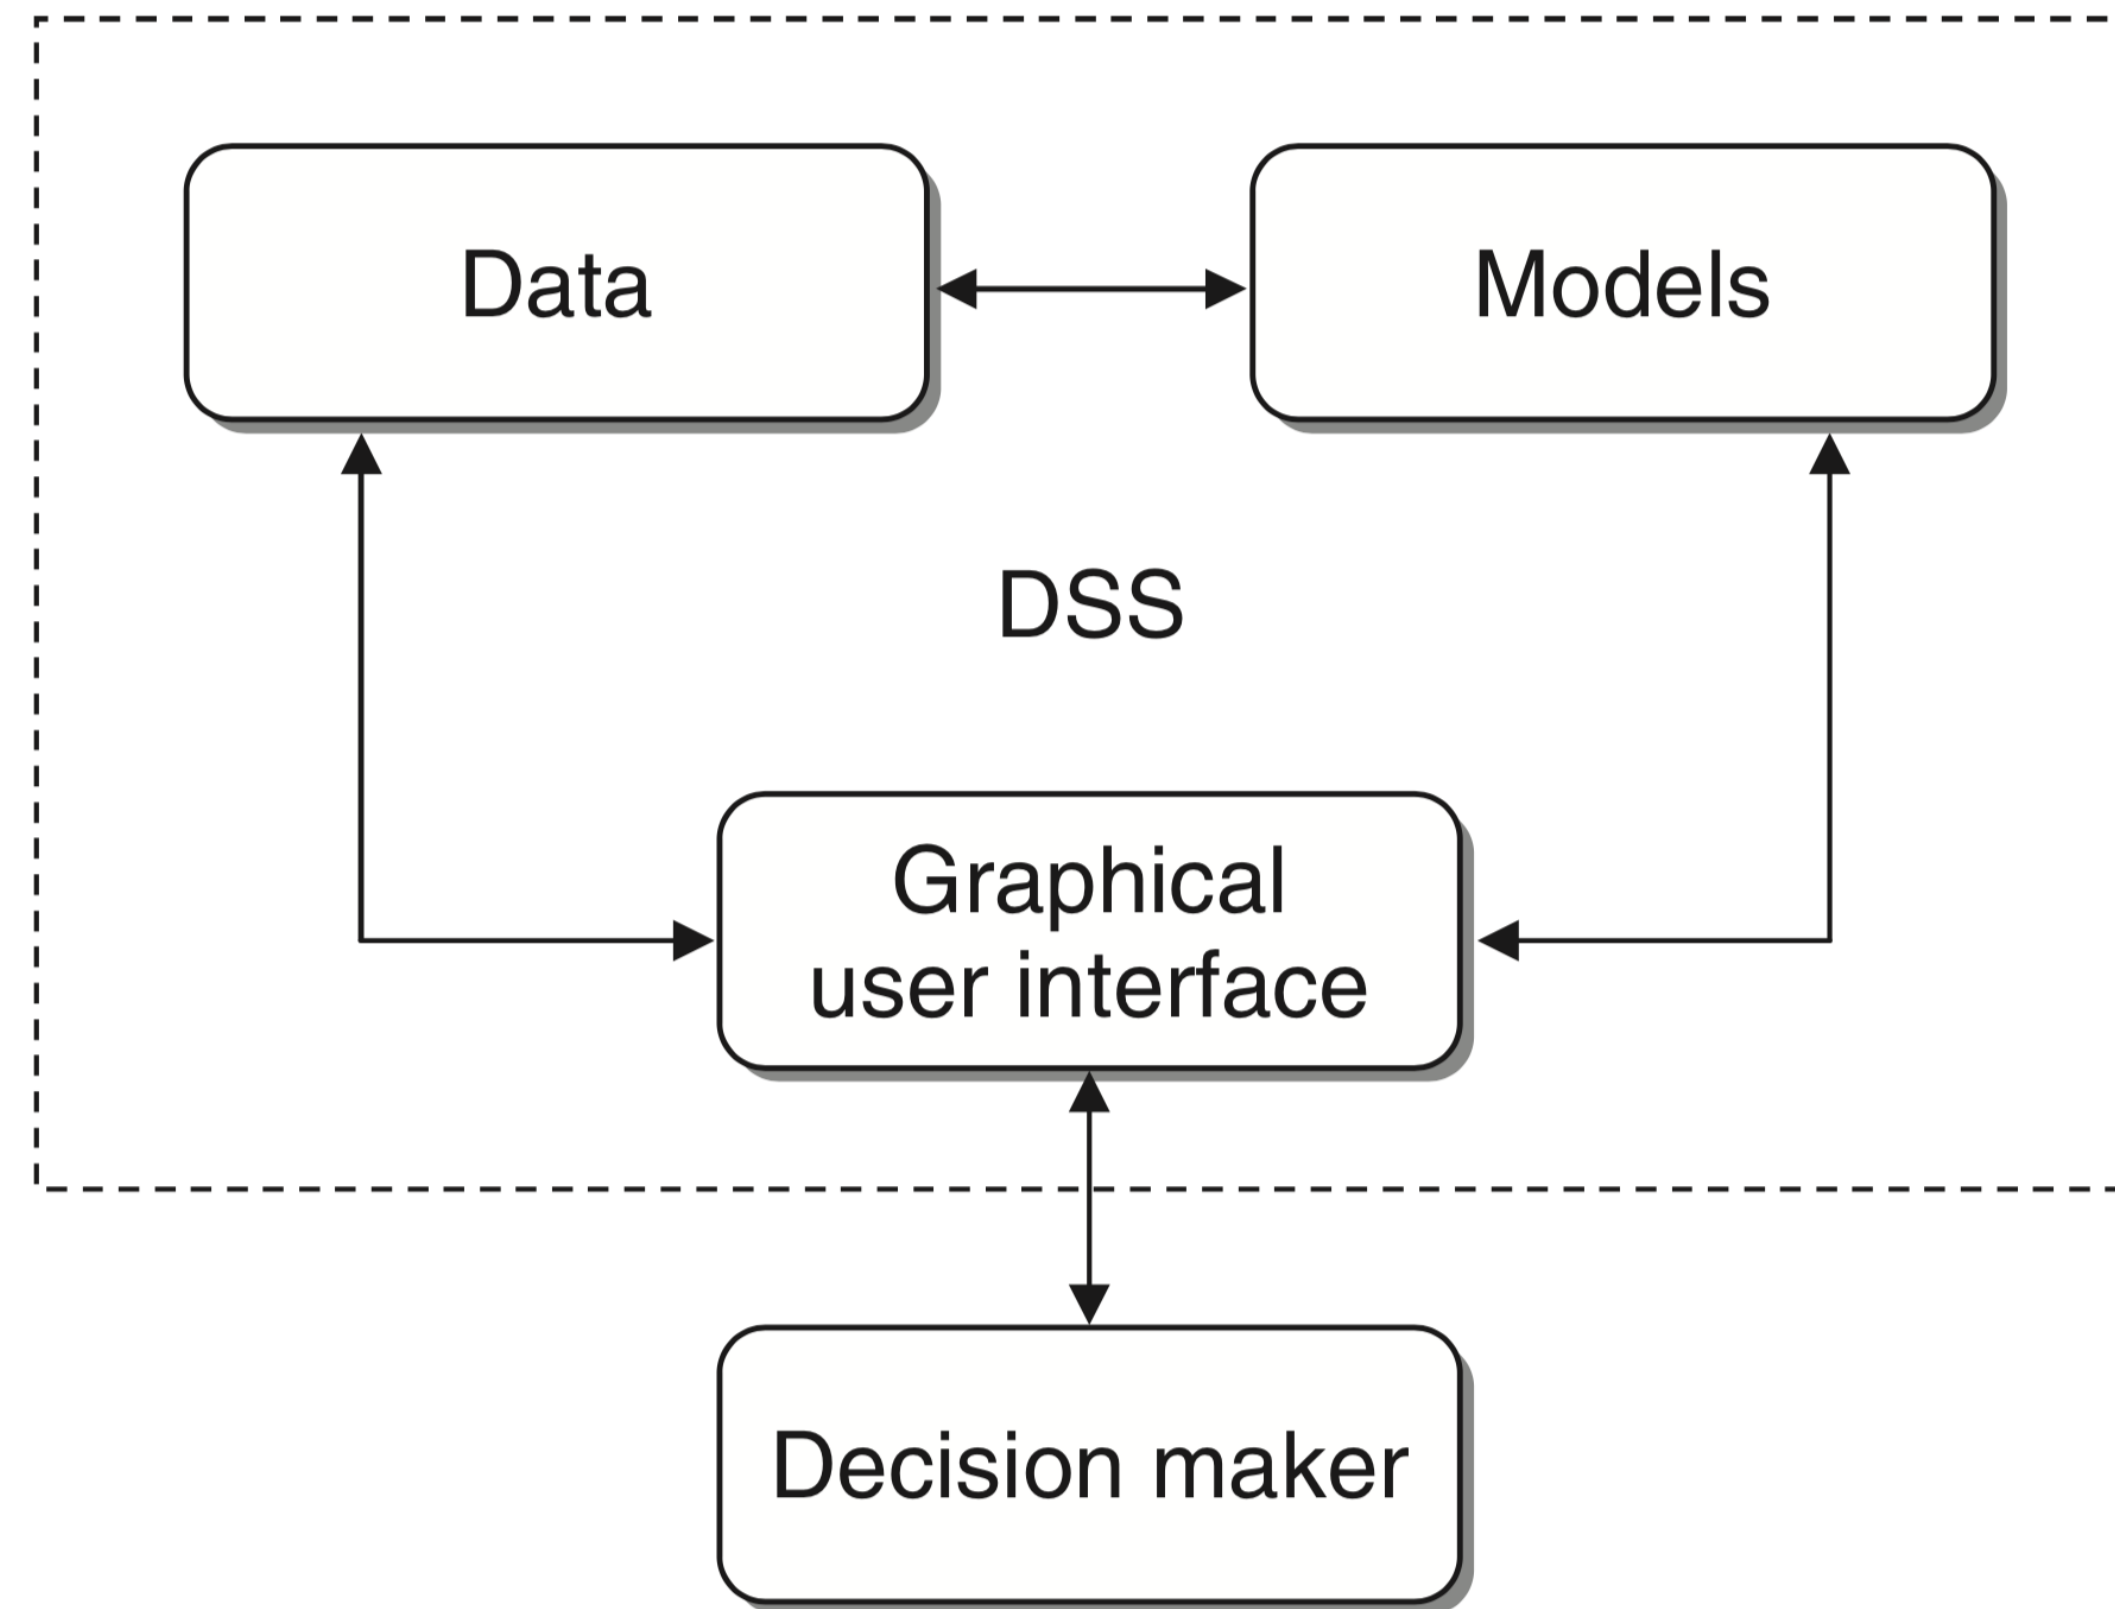 Data
Models
DSS
Graphical
user interface
Decision maker